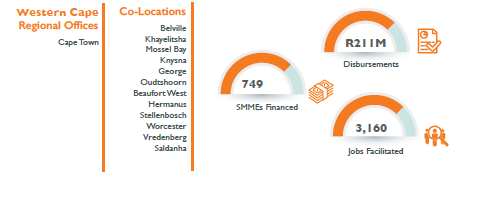 Western Cape
Regional Offices
Cape Town
Co-Locations
Belville
Khayelitsha
Mossel Bay
Knysna
George
Oudtshoorn
Beaufort West
Hermanus
Stellenbosch
Worcester
Vredenberg
Saldanha
749
SMMEs Financed
R211M
Disbursements
3,160
Jobs Facilitated